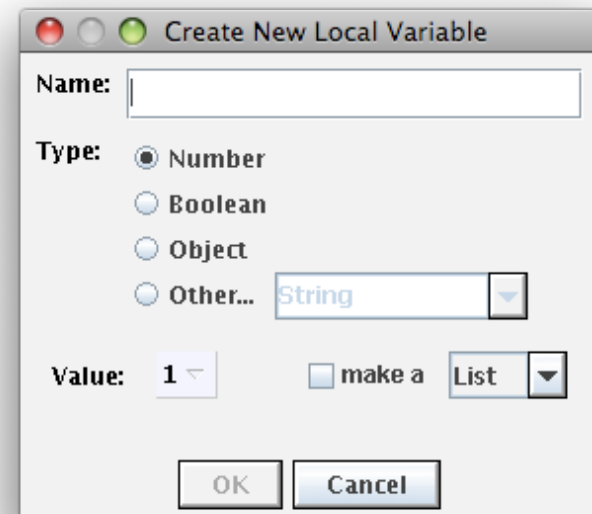 Create New Local Variable
Name:
Type: Number
Boolean
Object
Other... String
Value: 1 make a List
OK Cancel